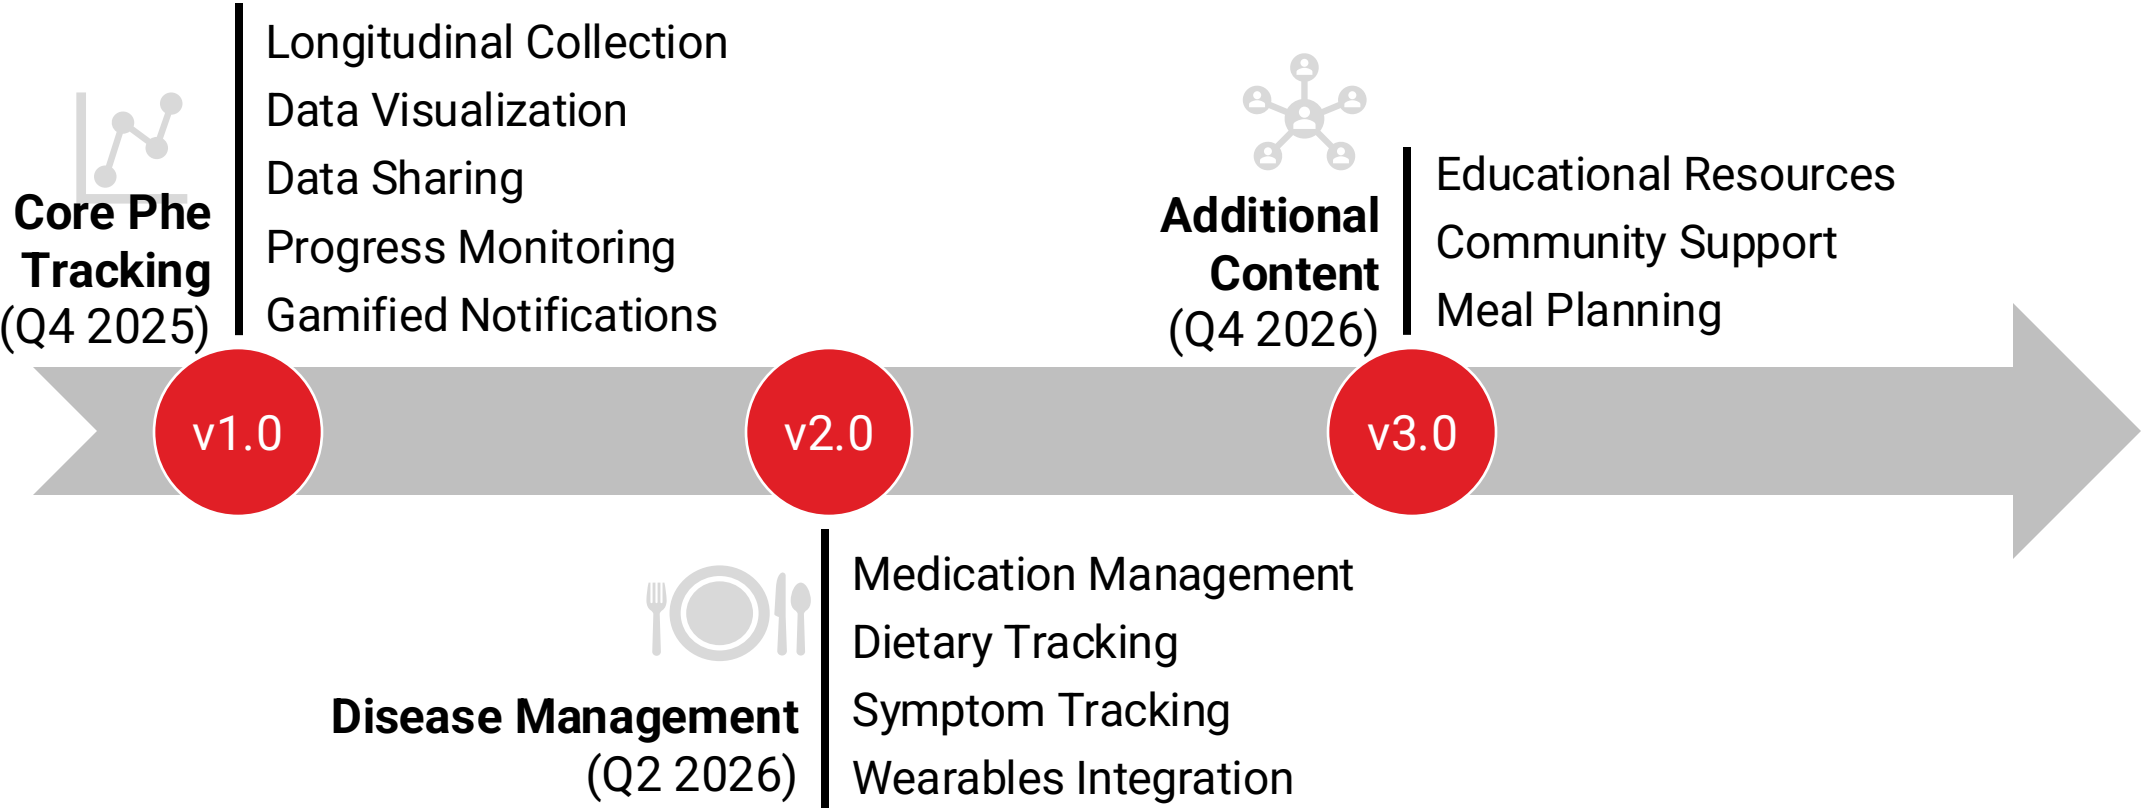 Core Phe
Tracking
(Q4 2025)
Longitudinal Collection
Data Visualization
Data Sharing
Progress Monitoring
Gamified Notifications
Additional
Content
(Q4 2026)
Educational Resources
Community Support
Meal Planning
v1.0
v2.0
v3.0
Disease Management
(Q2 2026)
Medication Management
Dietary Tracking
Symptom Tracking
Wearables Integration